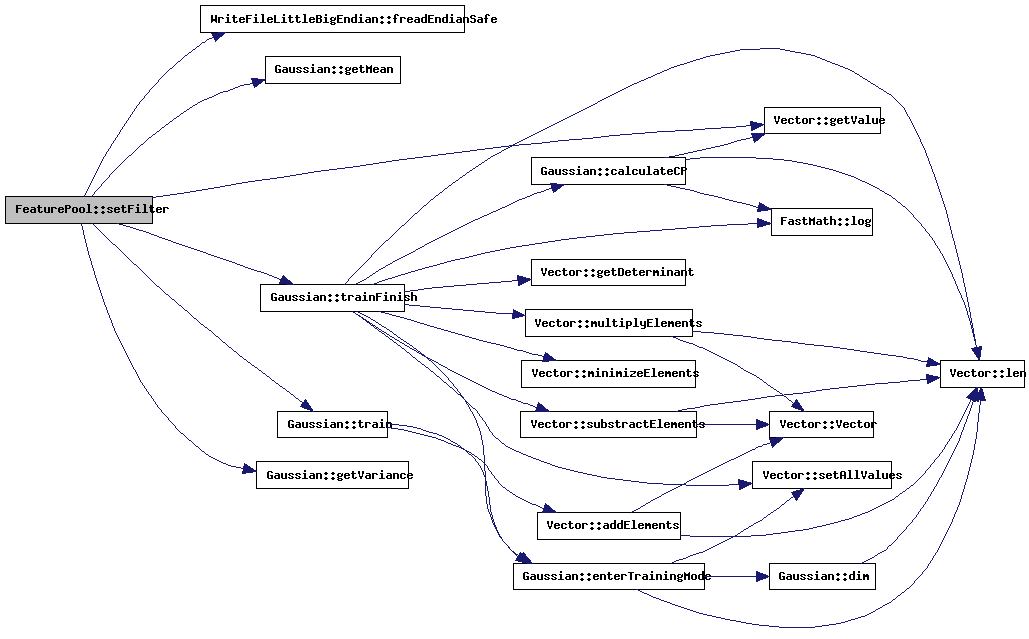 WriteFileLittleBigEndian::freadEndianSafe
Gaussian::getMean
Vector::getValue
Gaussian::calculateCP
FeaturePool::setFilter
FastMath::log
Vector::getDeterminant
Gaussian::trainFinish
Vector::multiplyElements
Vector::minimizeElements
Vector::len
Gaussian::train
Vector::substractElements
Vector::Vector
Gaussian::getVariance
Vector::setAllValues
Vector::addElements
Gaussian::enterTrainingMode
Gaussian::dim